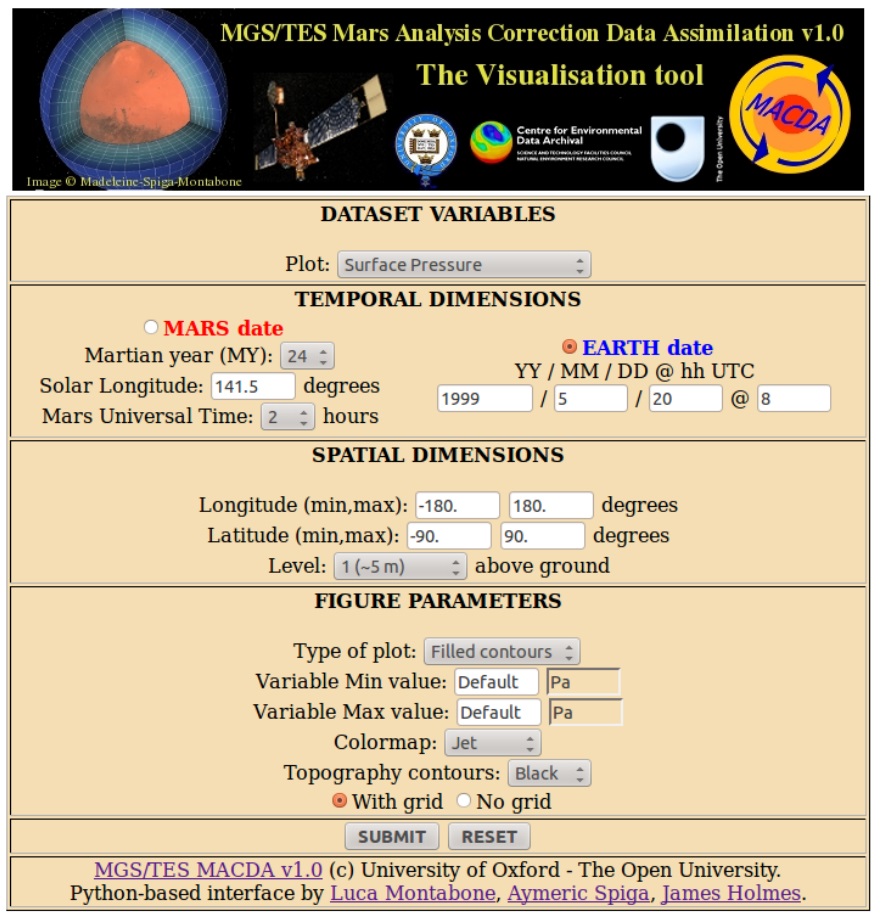 MGS/TES Mars Analysis Correction Data Assimilation v1.0
The Visualisation tool
UNIVERSITY OF OXFORD
Centre for Environmental
Data Archival
SCIENCE AND TECHNOLOGY FACILITIES COUNCIL
NATURAL ENVIRONMENT RESEARCH COUNCIL
The Open University
MACDA
Image © Madeleine-Spiga-Montabone
DATASET VARIABLES
Plot: Surface Pressure
TEMPORAL DIMENSIONS
MARS date
Martian year (MY): 24
Solar Longitude: 141.5 degrees
Mars Universal Time: 2 hours
EARTH date
YY / MM / DD @ hh UTC
1999 / 5 / 20 @ 8
SPATIAL DIMENSIONS
Longitude (min,max): -180. 180. degrees
Latitude (min,max): -90. 90. degrees
Level: 1 (~5 m) above ground
FIGURE PARAMETERS
Type of plot: Filled contours
Variable Min value: Default Pa
Variable Max value: Default Pa
Colormap: Jet
Topography contours: Black
With grid No grid
SUBMIT RESET
MGS/TES MACDA v1.0 (c) University of Oxford - The Open University.
Python-based interface by Luca Montabone, Aymeric Spiga, James Holmes.